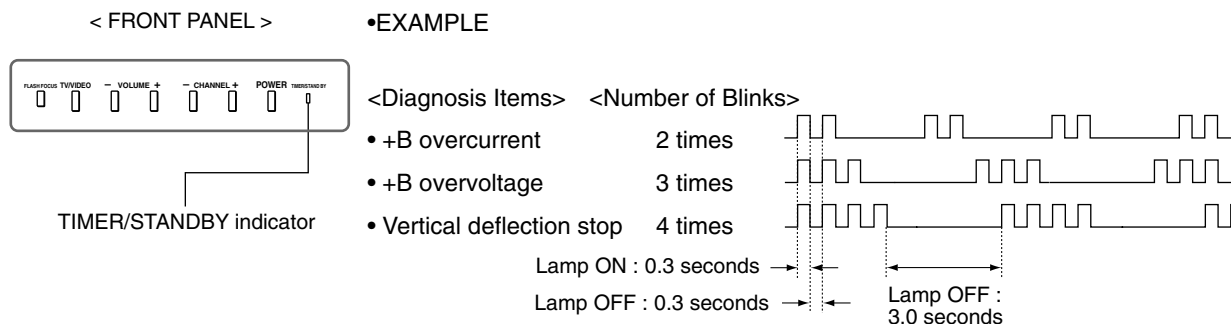 < FRONT PANEL >
•EXAMPLE
FLASH FOCUS TV/VIDEO − VOLUME + − CHANNEL + POWER TIMER/STAND BY
<Diagnosis Items> <Number of Blinks>
• +B overcurrent 2 times
• +B overvoltage 3 times
• Vertical deflection stop 4 times
TIMER/STANDBY indicator
Lamp ON : 0.3 seconds
Lamp OFF : 0.3 seconds
Lamp OFF :
3.0 seconds